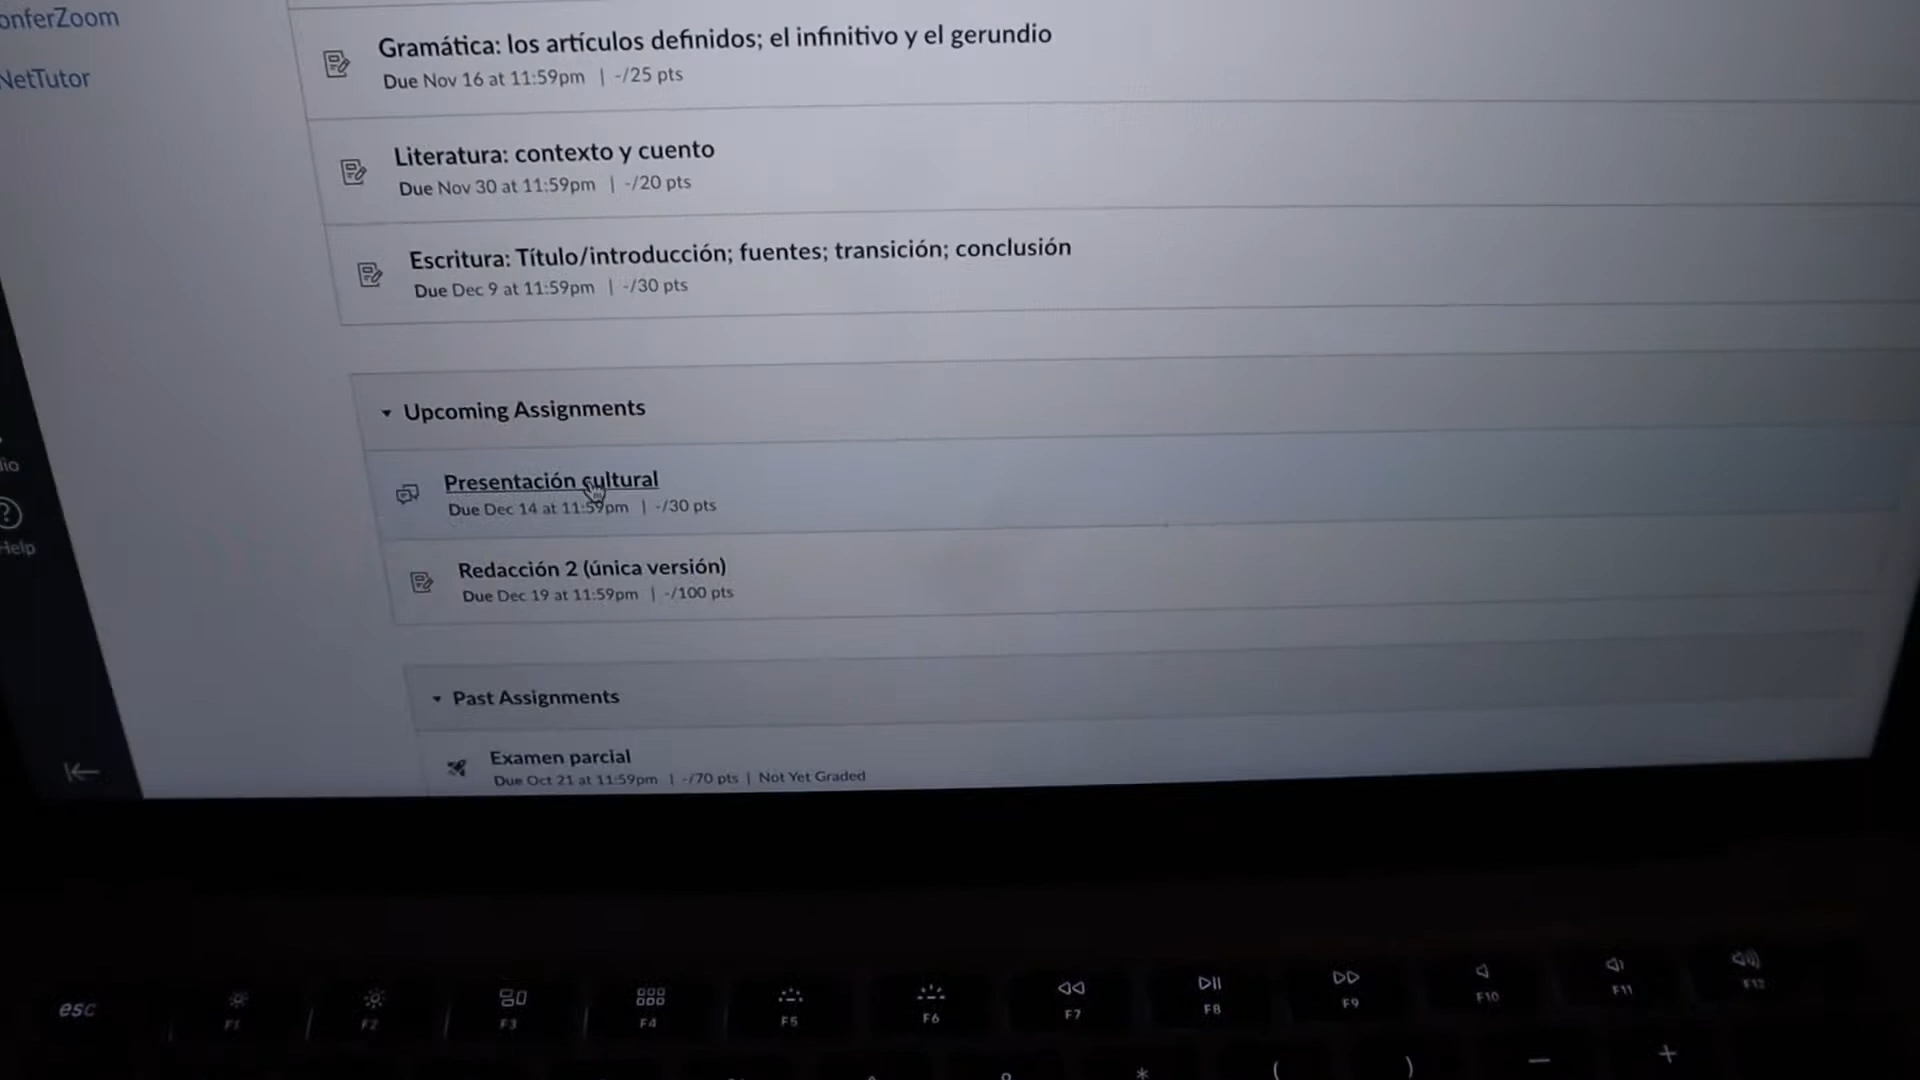 onferZoom
NetTutor
Gramática: los artículos definidos; el infinitivo y el gerundio
Due Nov 16 at 11:59pm | -/25 pts
Literatura: contexto y cuento
Due Nov 30 at 11:59pm | -/20 pts
Escritura: Título/introducción; fuentes; transición; conclusión
Due Dec 9 at 11:59pm | -/30 pts
Upcoming Assignments
Presentación cultural
Due Dec 14 at 11:59pm | -/30 pts
Redacción 2 (única versión)
Due Dec 19 at 11:59pm | -/100 pts
dio
Help
Past Assignments
Examen parcial
Due Oct 21 at 11:59pm | -/70 pts | Not Yet Graded
esc
F1 F2 F3 F4 F5 F6 F7 F8 F9 F10 F11 F12
* ( ) — +